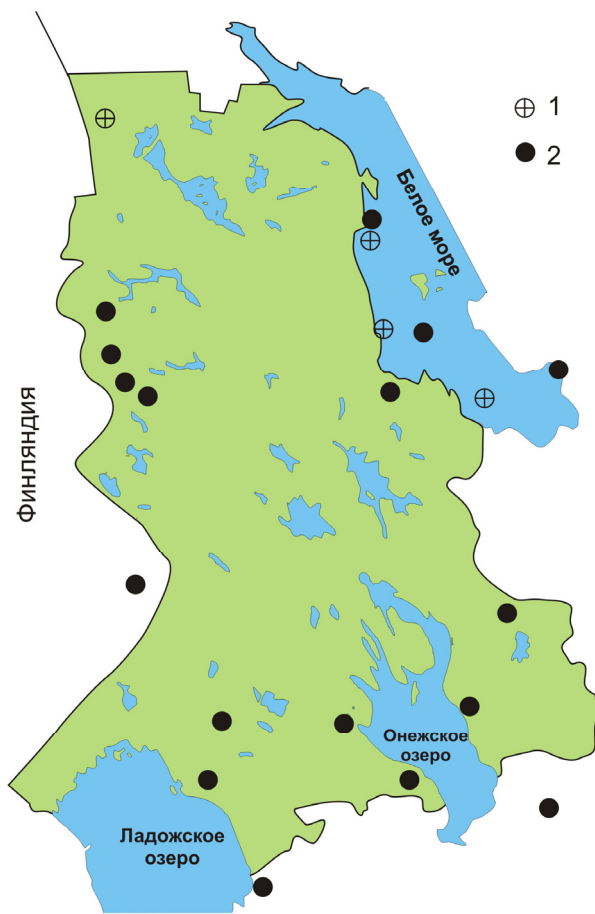 1
2
Белое море
Финляндия
Онежское
озеро
Ладожское
озеро